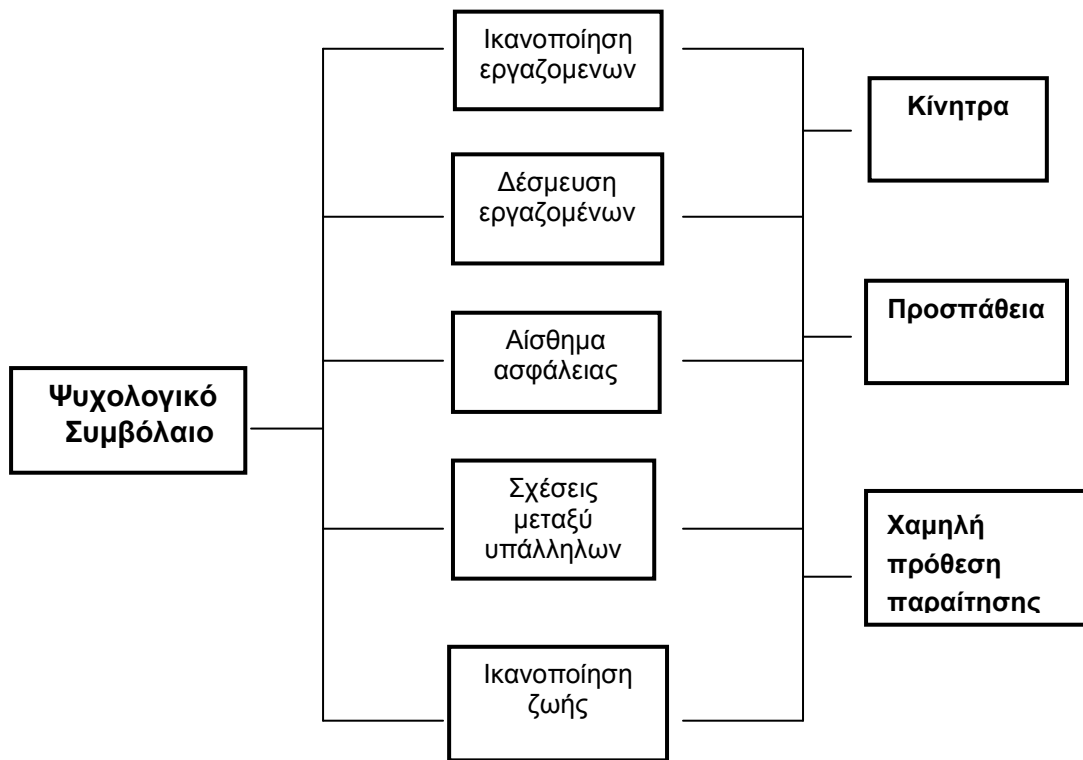 Ψυχολογικό
Συμβόλαιο
Ικανοποίηση
εργαζομενων
Δέσμευση
εργαζομένων
Αίσθημα
ασφάλειας
Σχέσεις
μεταξύ
υπάλληλων
Ικανοποίηση
ζωής
Κίνητρα
Προσπάθεια
Χαμηλή
πρόθεση
παραίτησης